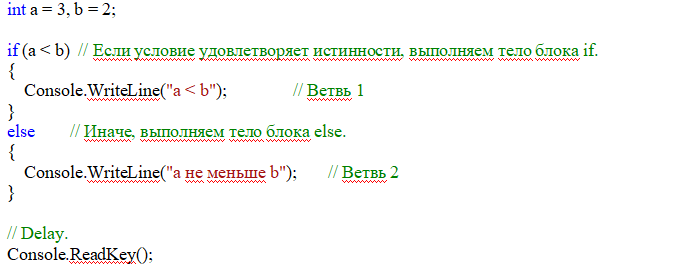 int a = 3, b = 2;
if (a < b) // Если условие удовлетворяет истинности, выполняем тело блока if.
{
Console.WriteLine("a < b"); // Ветвь 1
}
else // Иначе, выполняем тело блока else.
{
Console.WriteLine("a не меньше b"); // Ветвь 2
}
// Delay.
Console.ReadKey();